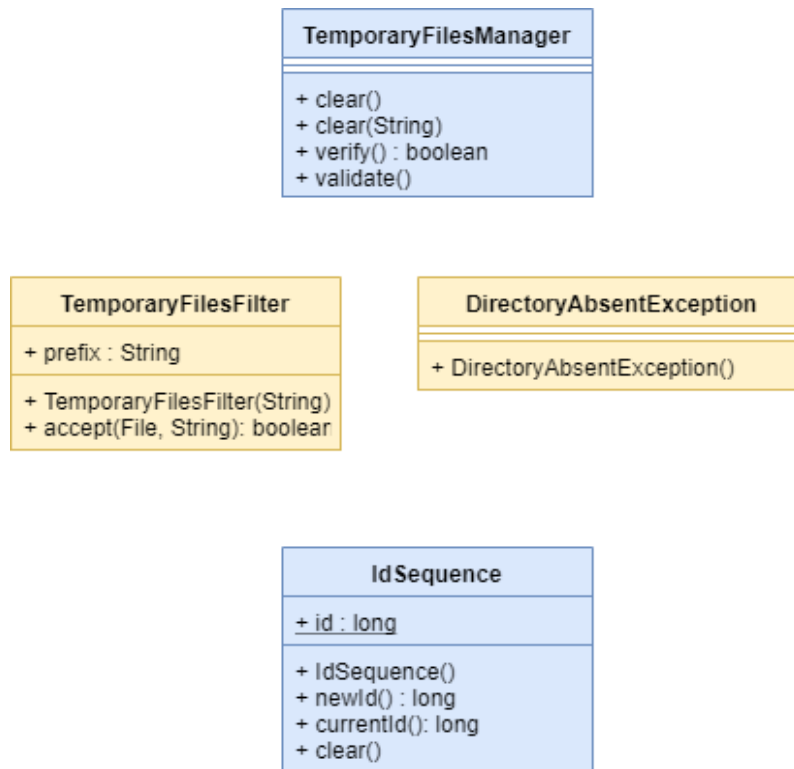 TemporaryFilesManager
+ clear()
+ clear(String)
+ verify() : boolean
+ validate()
TemporaryFilesFilter
+ prefix : String
+ TemporaryFilesFilter(String)
+ accept(File, String): boolean
DirectoryAbsentException
+ DirectoryAbsentException()
IdSequence
+ id : long
+ IdSequence()
+ newId() : long
+ currentId(): long
+ clear()